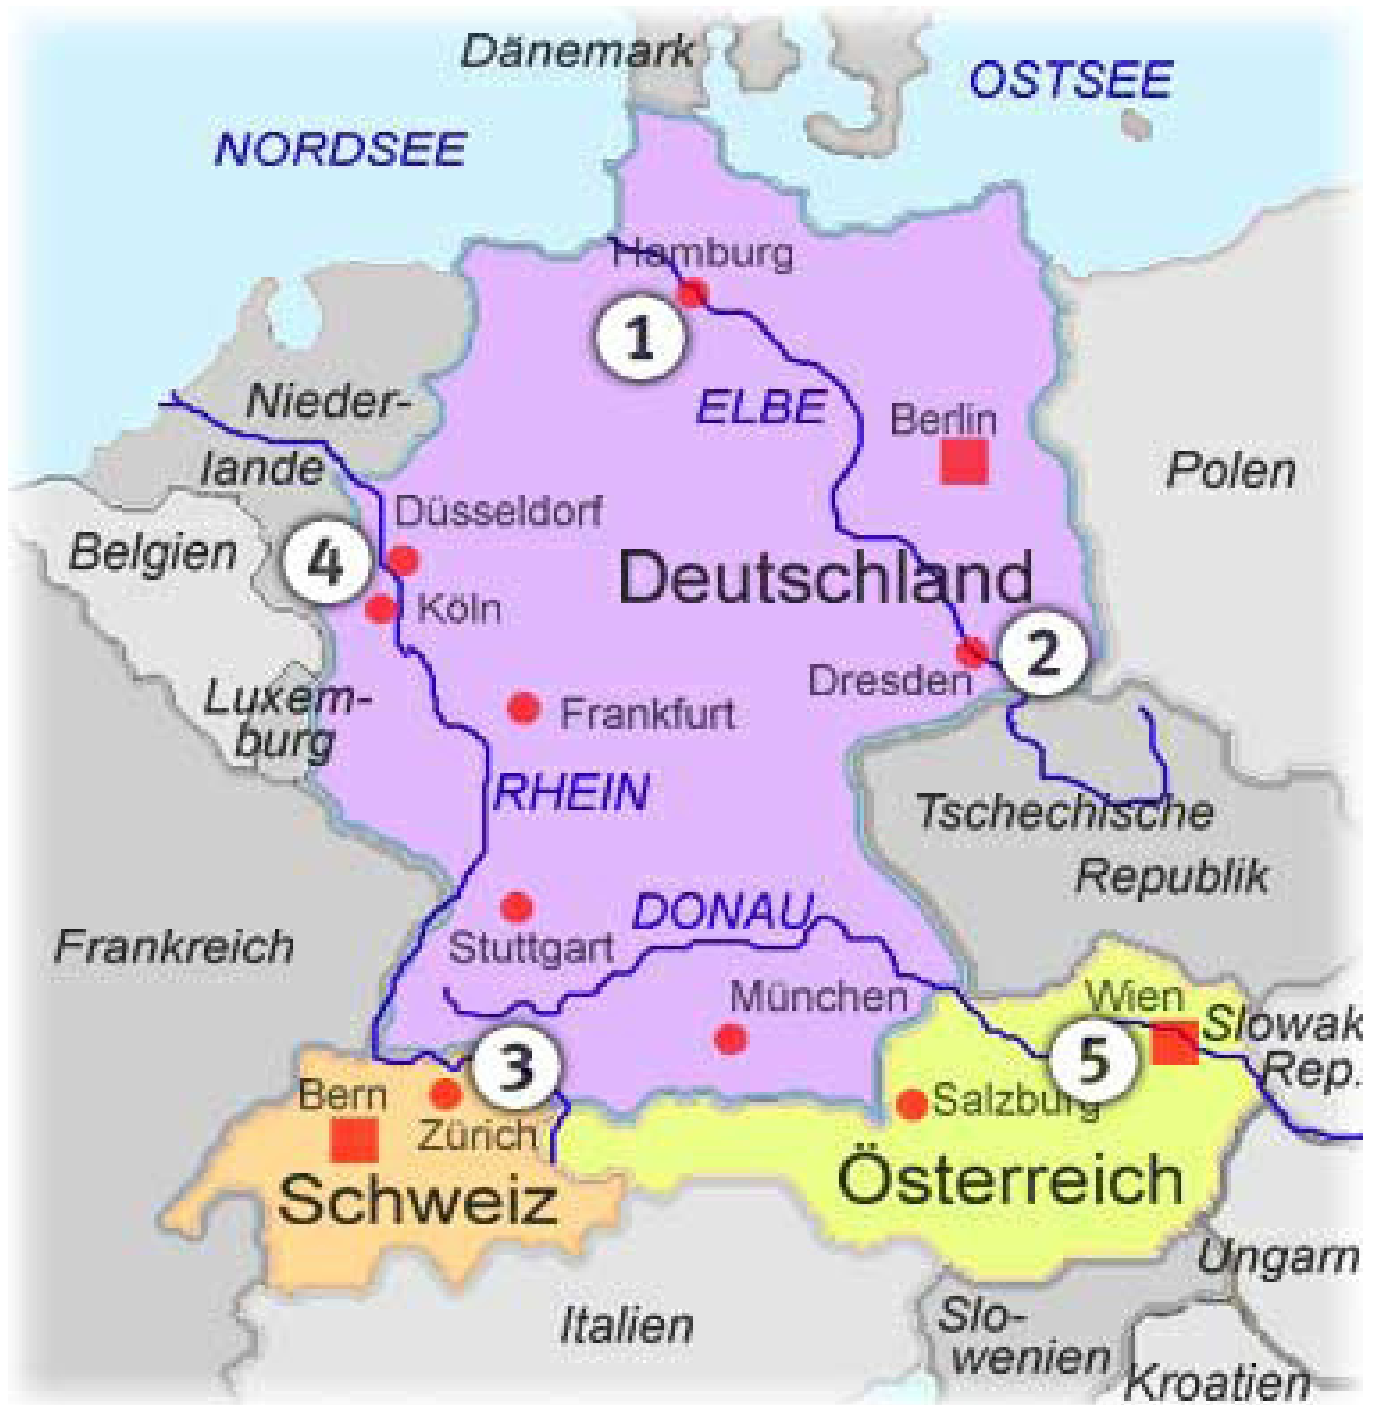 Dänemark
OSTSEE
NORDSEE
Hamburg
1
Nieder-
lande
ELBE
Berlin
Polen
Düsseldorf
Belgien
4
Deutschland
Köln
2
Dresden
Luxem-
burg
Frankfurt
RHEIN
Tschechische
Republik
DONAU
Frankreich
Stuttgart
München
Wien
Slowak
Rep.
3
5
Bern
Zürich
Salzburg
Schweiz
Österreich
Ungarn
Italien
Slo-
wenien
Kroatien